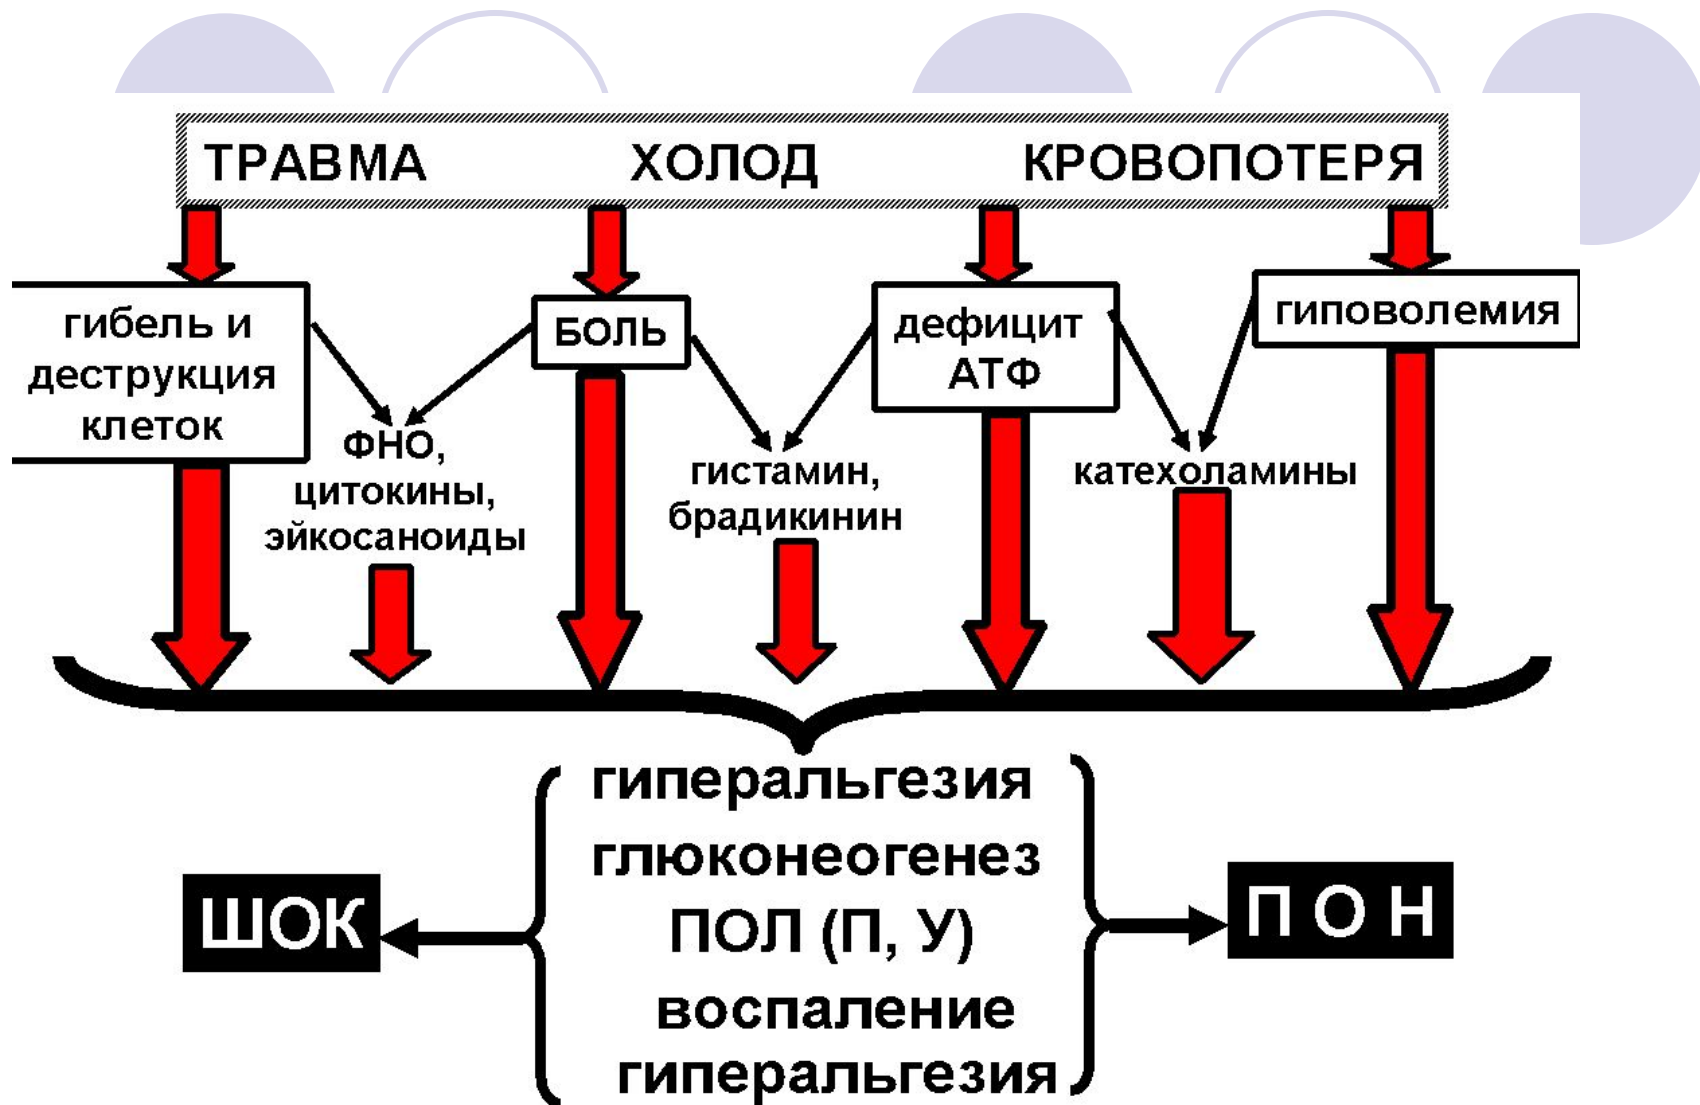 ТРАВМА ХОЛОД КРОВОПОТЕРЯ
гибель и
деструкция
клеток
БОЛЬ
дефицит
АТФ
гиповолемия
ФНО,
цитокины,
эйкосаноиды
гистамин,
брадикинин
катехоламины
гиперальгезия
глюконеогенез
ПОЛ (П, У)
воспаление
гиперальгезия
ШОК
П О Н